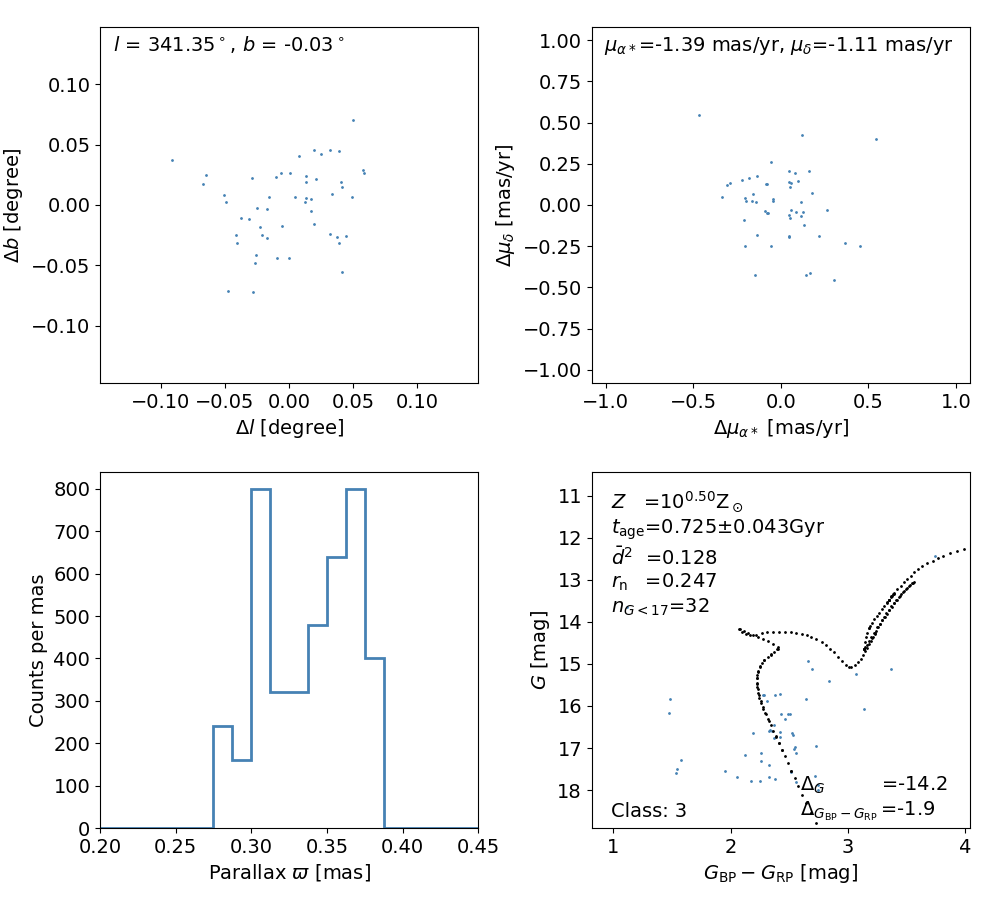 l = 341.35°, b = -0.03°
0.10
0.05
0.00
−0.05
−0.10
Δb [degree]
−0.10 −0.05 0.00 0.05 0.10
Δl [degree]
μα*=-1.39 mas/yr, μδ=-1.11 mas/yr
1.00
0.75
0.50
0.25
0.00
−0.25
−0.50
−0.75
−1.00
Δμδ [mas/yr]
−1.0 −0.5 0.0 0.5 1.0
Δμα* [mas/yr]
800
700
600
500
400
300
200
100
0
Counts per mas
0.20 0.25 0.30 0.35 0.40 0.45
Parallax ϖ [mas]
Z =10^0.50 Z⊙
t_age=0.725±0.043Gyr
d̄² =0.128
r_n =0.247
n_G<17=32
11
12
13
14
15
16
17
18
G [mag]
Δ_G =-14.2
Class: 3
Δ_GBP−GRP=-1.9
1 2 3 4
G_BP − G_RP [mag]